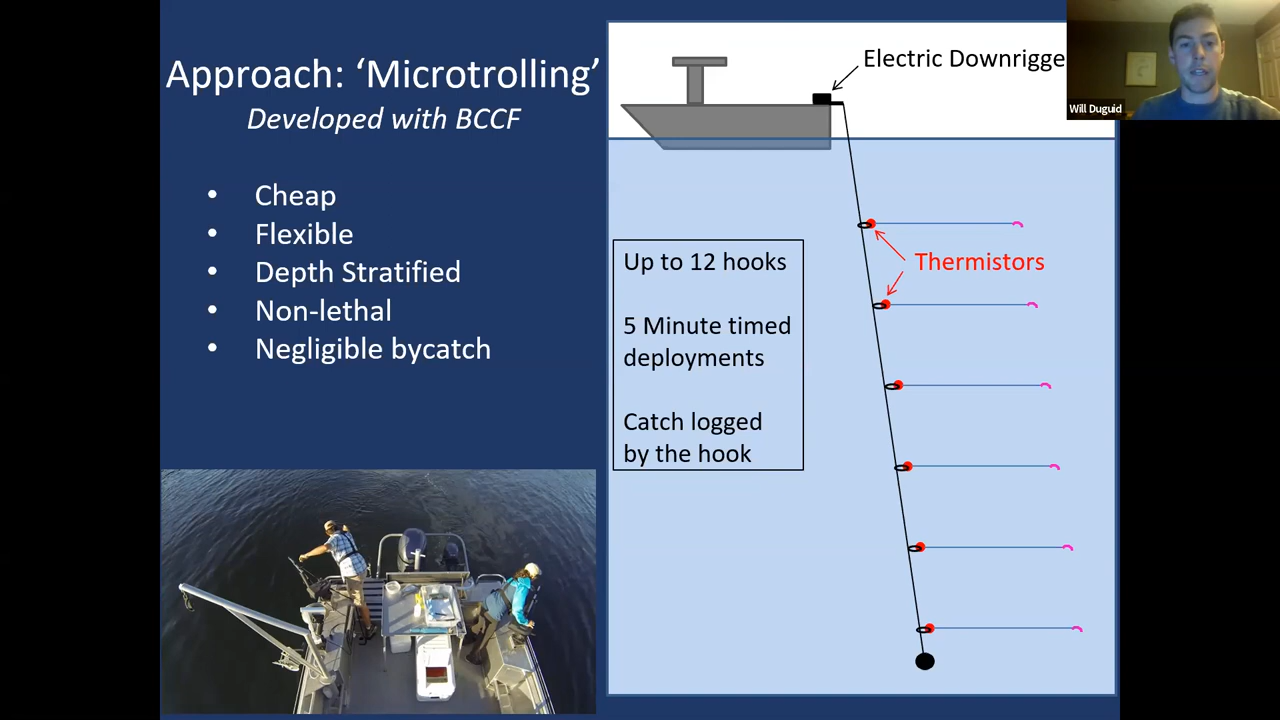 Approach: ‘Microtrolling’
Developed with BCCF
• Cheap
• Flexible
• Depth Stratified
• Non-lethal
• Negligible bycatch
Electric Downrigge
Will Duguid
Thermistors
Up to 12 hooks
5 Minute timed
deployments
Catch logged
by the hook